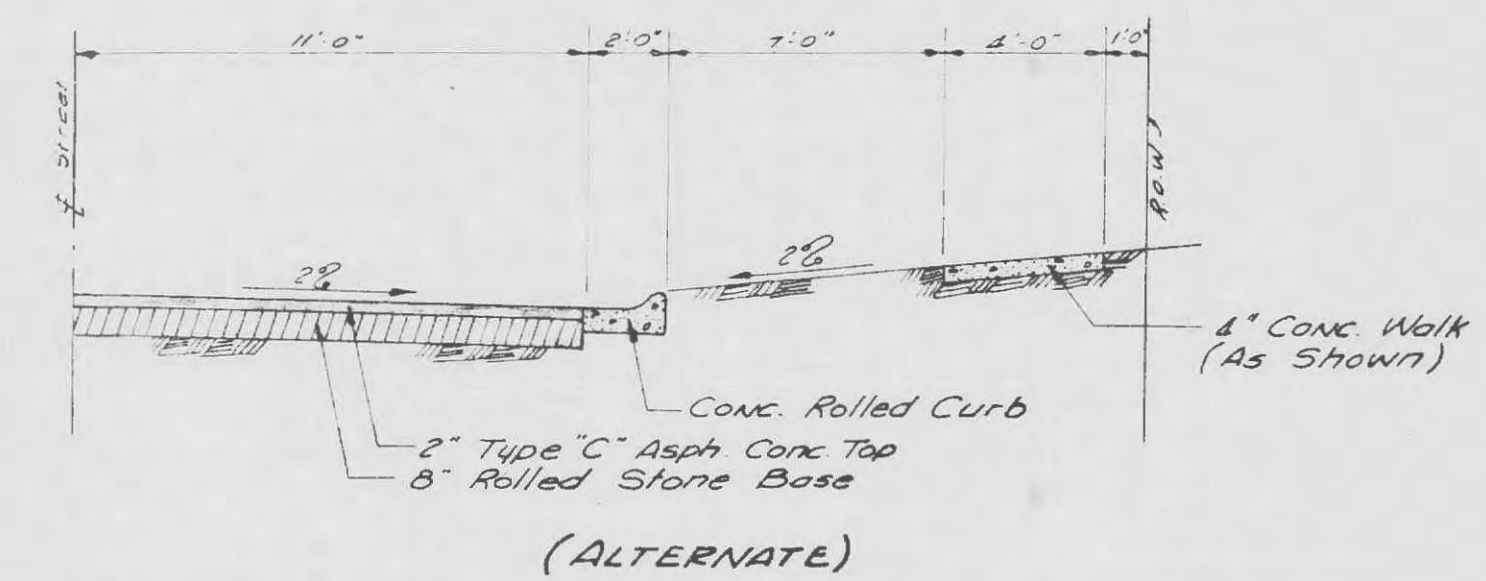 11'-0"
2'-0"
7'-0"
4'-0"
1'-0"
Street
R.O.W.
2%
2%
4" CONC. Walk
(As Shown)
CONC. Rolled Curb
2" Type "C" Asph. Conc. Top
8" Rolled Stone Base
(ALTERNATE)